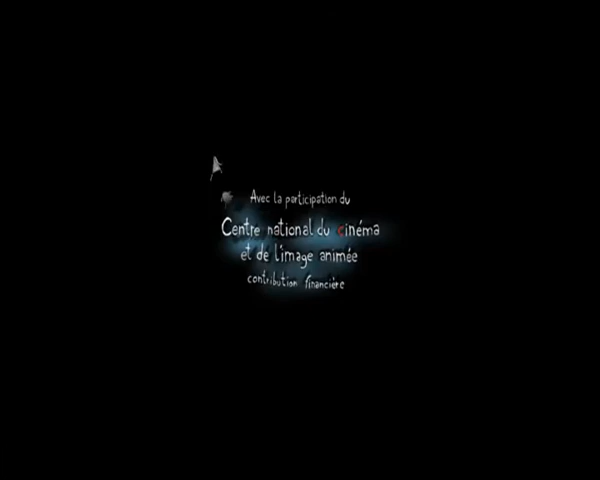 Avec la participation du
Centre national du cinéma
et de l'image animée
contribution financière